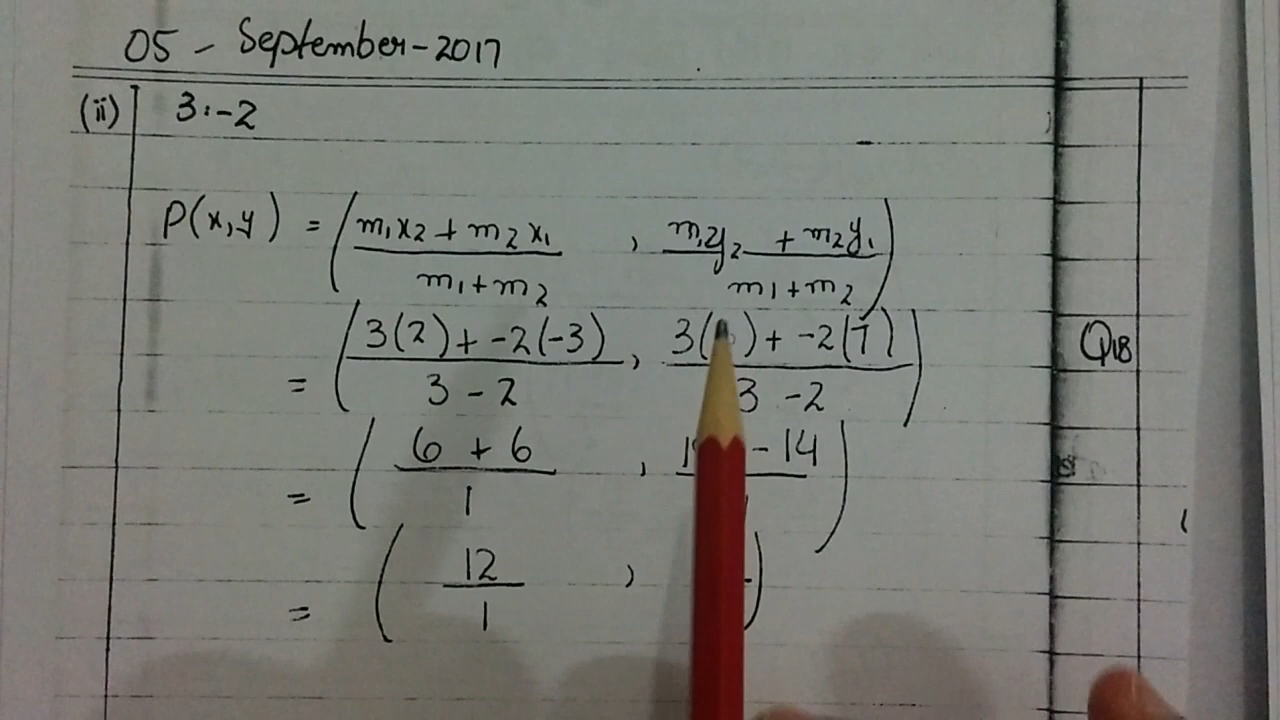 05 - September-2017
(ii) 3:-2
P(x,y) = (m₁x₂ + m₂x₁ / m₁+m₂ , m₁y₂ + m₂y₁ / m₁+m₂)
= (3(2) + -2(-3) / 3 - 2 , 3( ) + -2(7) / 3 - 2)
Q18
= (6 + 6 / 1 , - 14)
= (12 / 1 , )